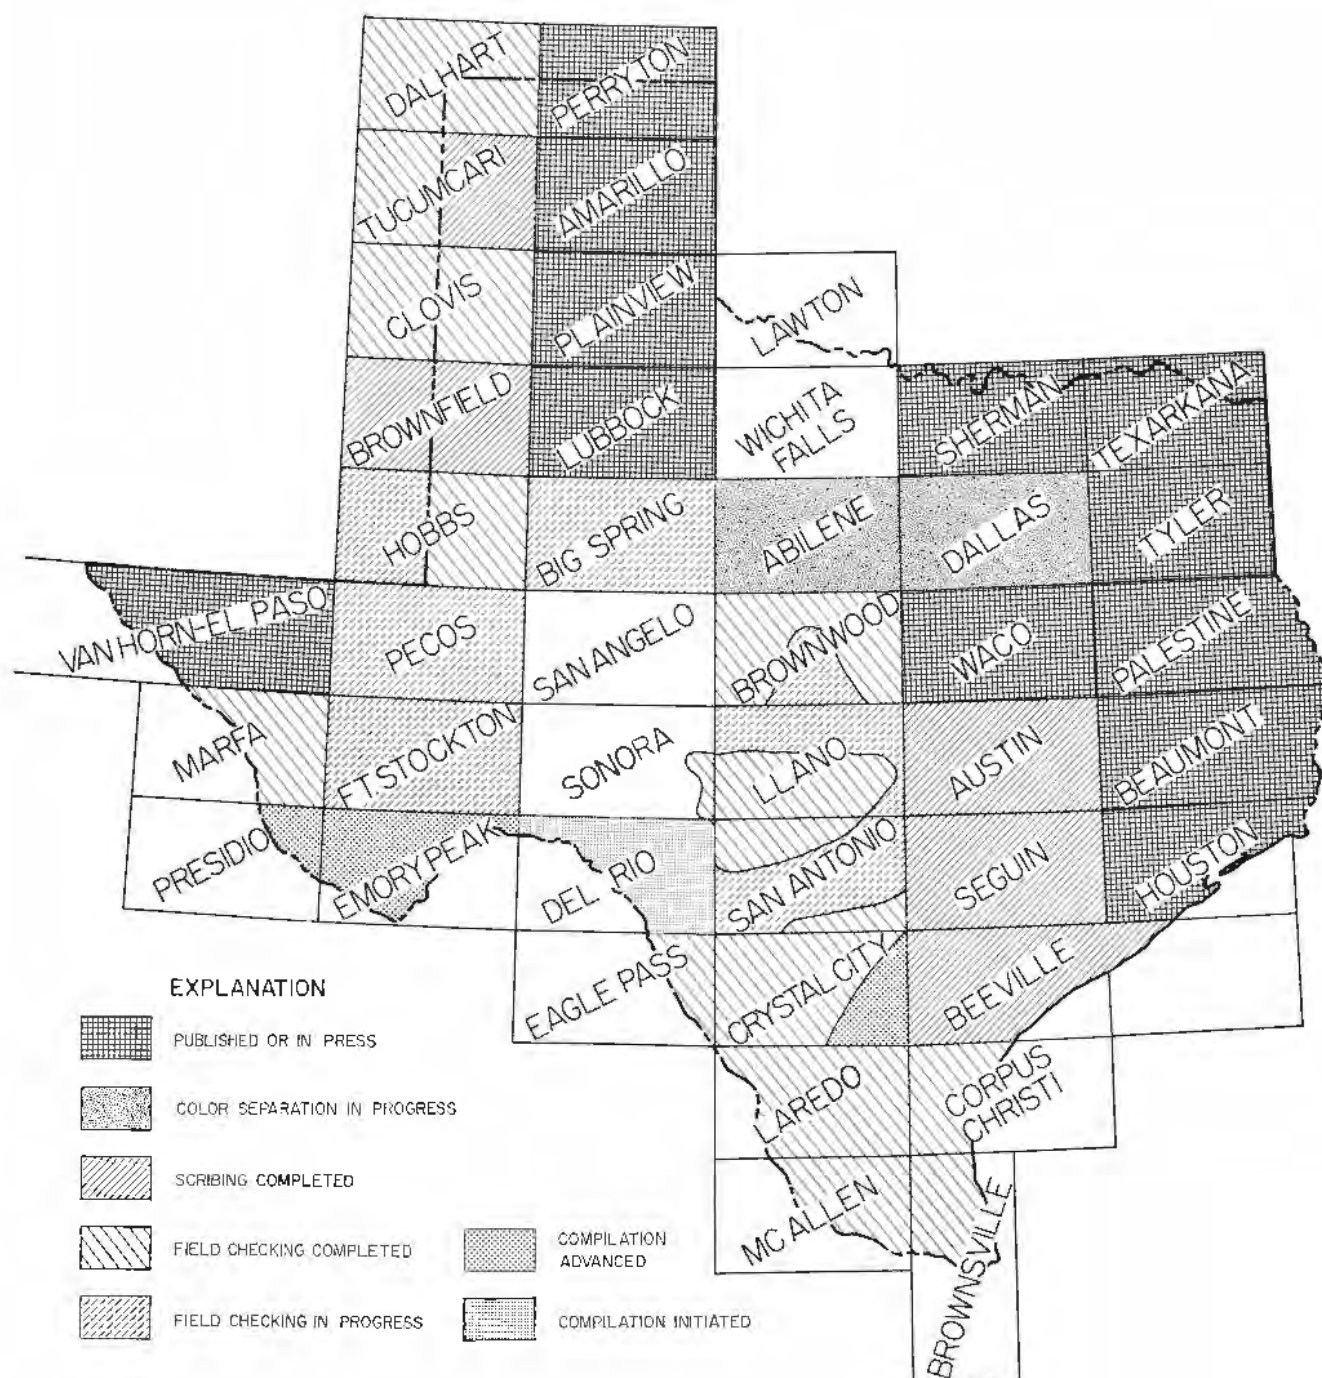 DALHART
PERRYTON
TUCUMCARI
AMARILLO
CLOVIS
PLAINVIEW
LAWTON
BROWNFIELD
LUBBOCK
WICHITA
FALLS
SHERMAN
TEXARKANA
HOBBS
BIG SPRING
ABILENE
DALLAS
TYLER
VAN HORN-EL PASO
PECOS
SAN ANGELO
BROWNWOOD
WACO
PALESTINE
MARFA
FT. STOCKTON
SONORA
LLANO
AUSTIN
BEAUMONT
PRESIDIO
EMORY PEAK
DEL RIO
SAN ANTONIO
SEGUIN
HOUSTON
EAGLE PASS
CRYSTAL CITY
BEEVILLE
LAREDO
CORPUS
CHRISTI
MC ALLEN
BROWNSVILLE
EXPLANATION
PUBLISHED OR IN PRESS
COLOR SEPARATION IN PROGRESS
SCRIBING COMPLETED
FIELD CHECKING COMPLETED
FIELD CHECKING IN PROGRESS
COMPILATION
ADVANCED
COMPILATION INITIATED